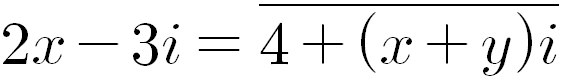 $2x - 3i = \overline{4 + (x + y)i}$